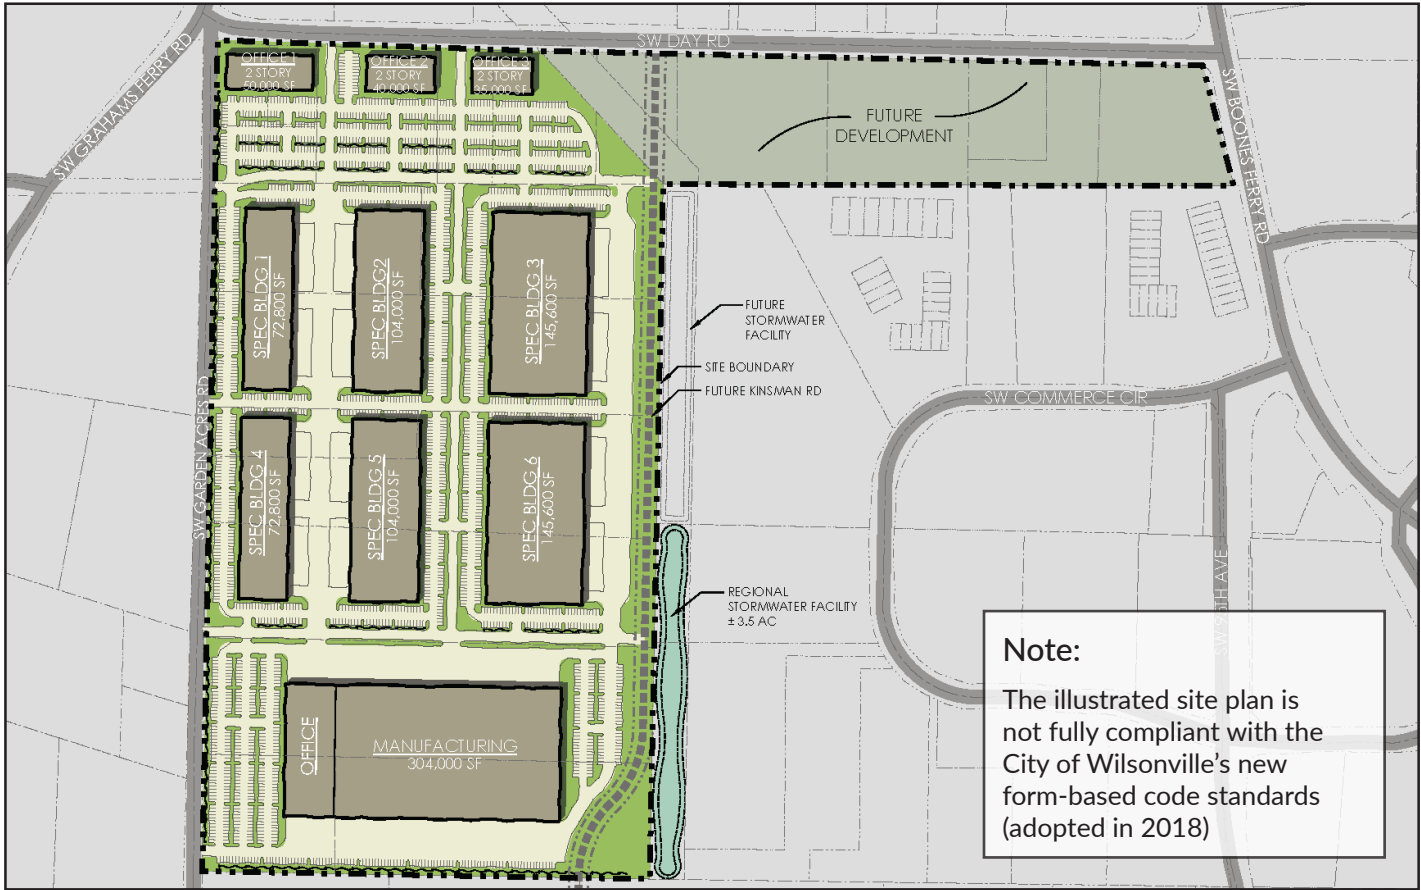 SW DAY RD
SW GRAHAMS FERRY RD
SW BOONES FERRY RD
OFFICE 1
2 STORY
50,000 SF
OFFICE 2
2 STORY
40,000 SF
OFFICE 3
2 STORY
35,000 SF
FUTURE
DEVELOPMENT
SPEC BLDG 1
72,800 SF
SPEC BLDG2
104,000 SF
SPEC BLDG 3
145,600 SF
FUTURE
STORMWATER
FACILITY
SITE BOUNDARY
FUTURE KINSMAN RD
SW COMMERCE CIR
SW GARDEN ACRES RD
SPEC BLDG 4
72,800 SF
SPEC BLDG 5
104,000 SF
SPEC BLDG 6
145,600 SF
REGIONAL
STORMWATER FACILITY
± 3.5 AC
SW 95TH AVE
OFFICE
MANUFACTURING
304,000 SF
Note:
The illustrated site plan is
not fully compliant with the
City of Wilsonville’s new
form-based code standards
(adopted in 2018)